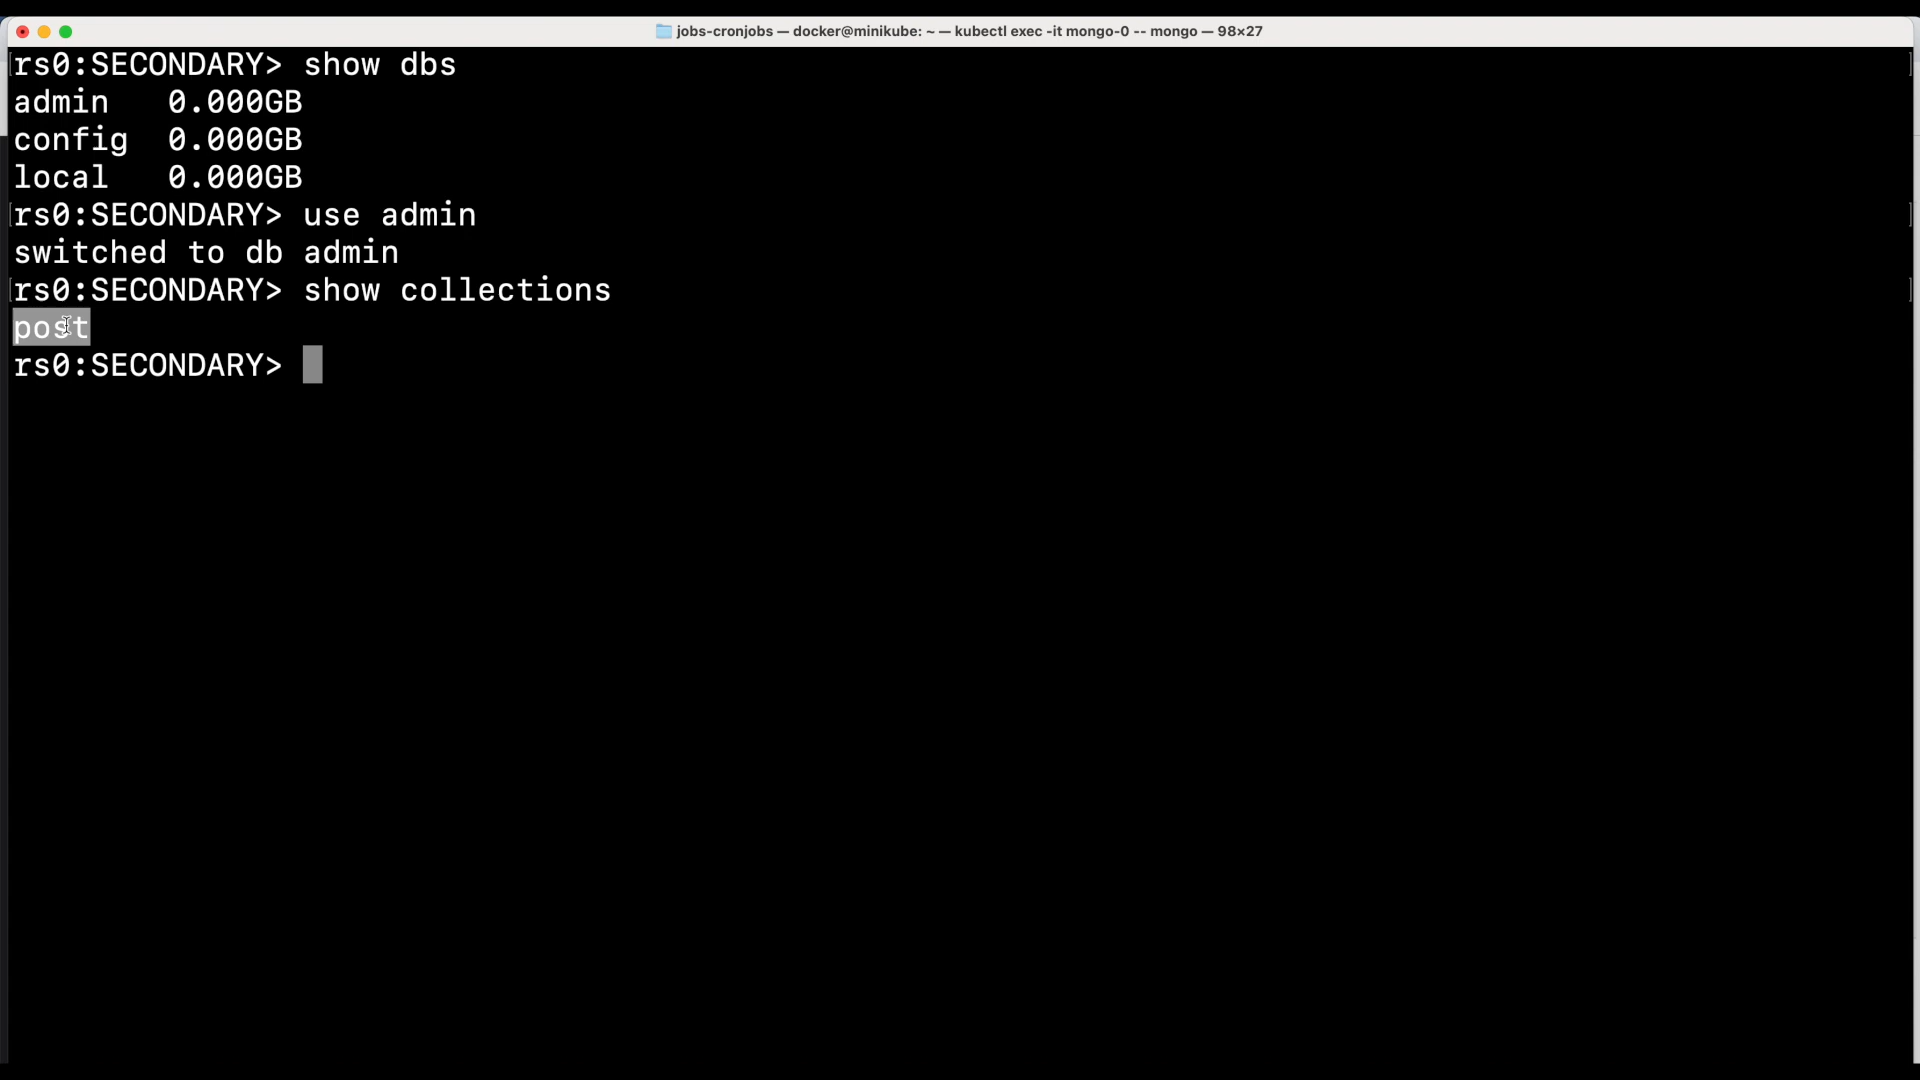 jobs-cronjobs — docker@minikube: ~ — kubectl exec -it mongo-0 -- mongo — 98×27
[rs0:SECONDARY> show dbs ]
admin   0.000GB
config  0.000GB
local   0.000GB
[rs0:SECONDARY> use admin ]
switched to db admin
[rs0:SECONDARY> show collections ]
post
rs0:SECONDARY>